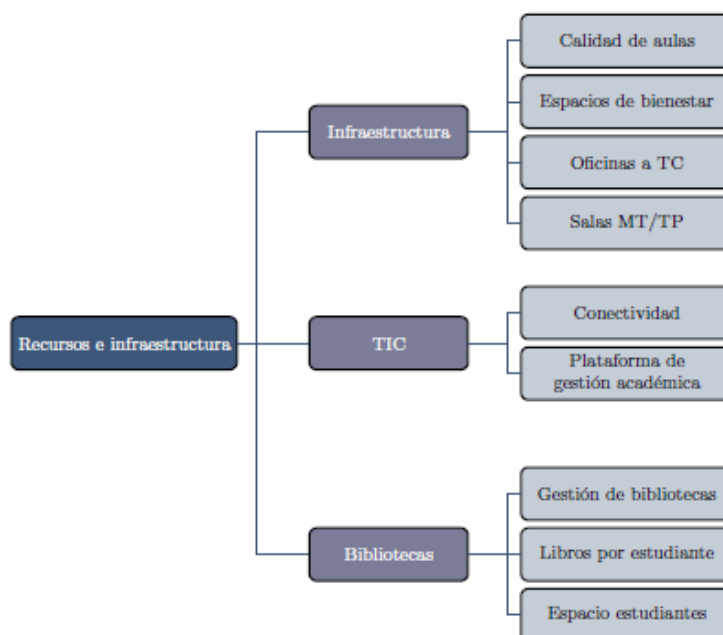 Recursos e infraestructura
Infraestructura
Calidad de aulas
Espacios de bienestar
Oficinas a TC
Salas MT/TP
TIC
Conectividad
Plataforma de
gestión académica
Bibliotecas
Gestión de bibliotecas
Libros por estudiante
Espacio estudiantes